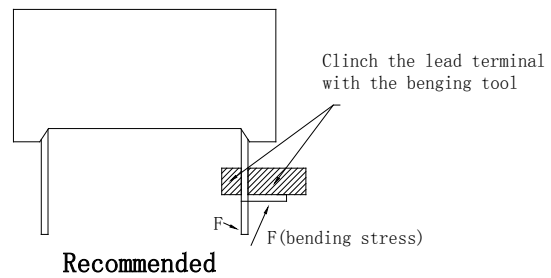 Clinch the lead terminal
with the benging tool
F
F(bending stress)
Recommended